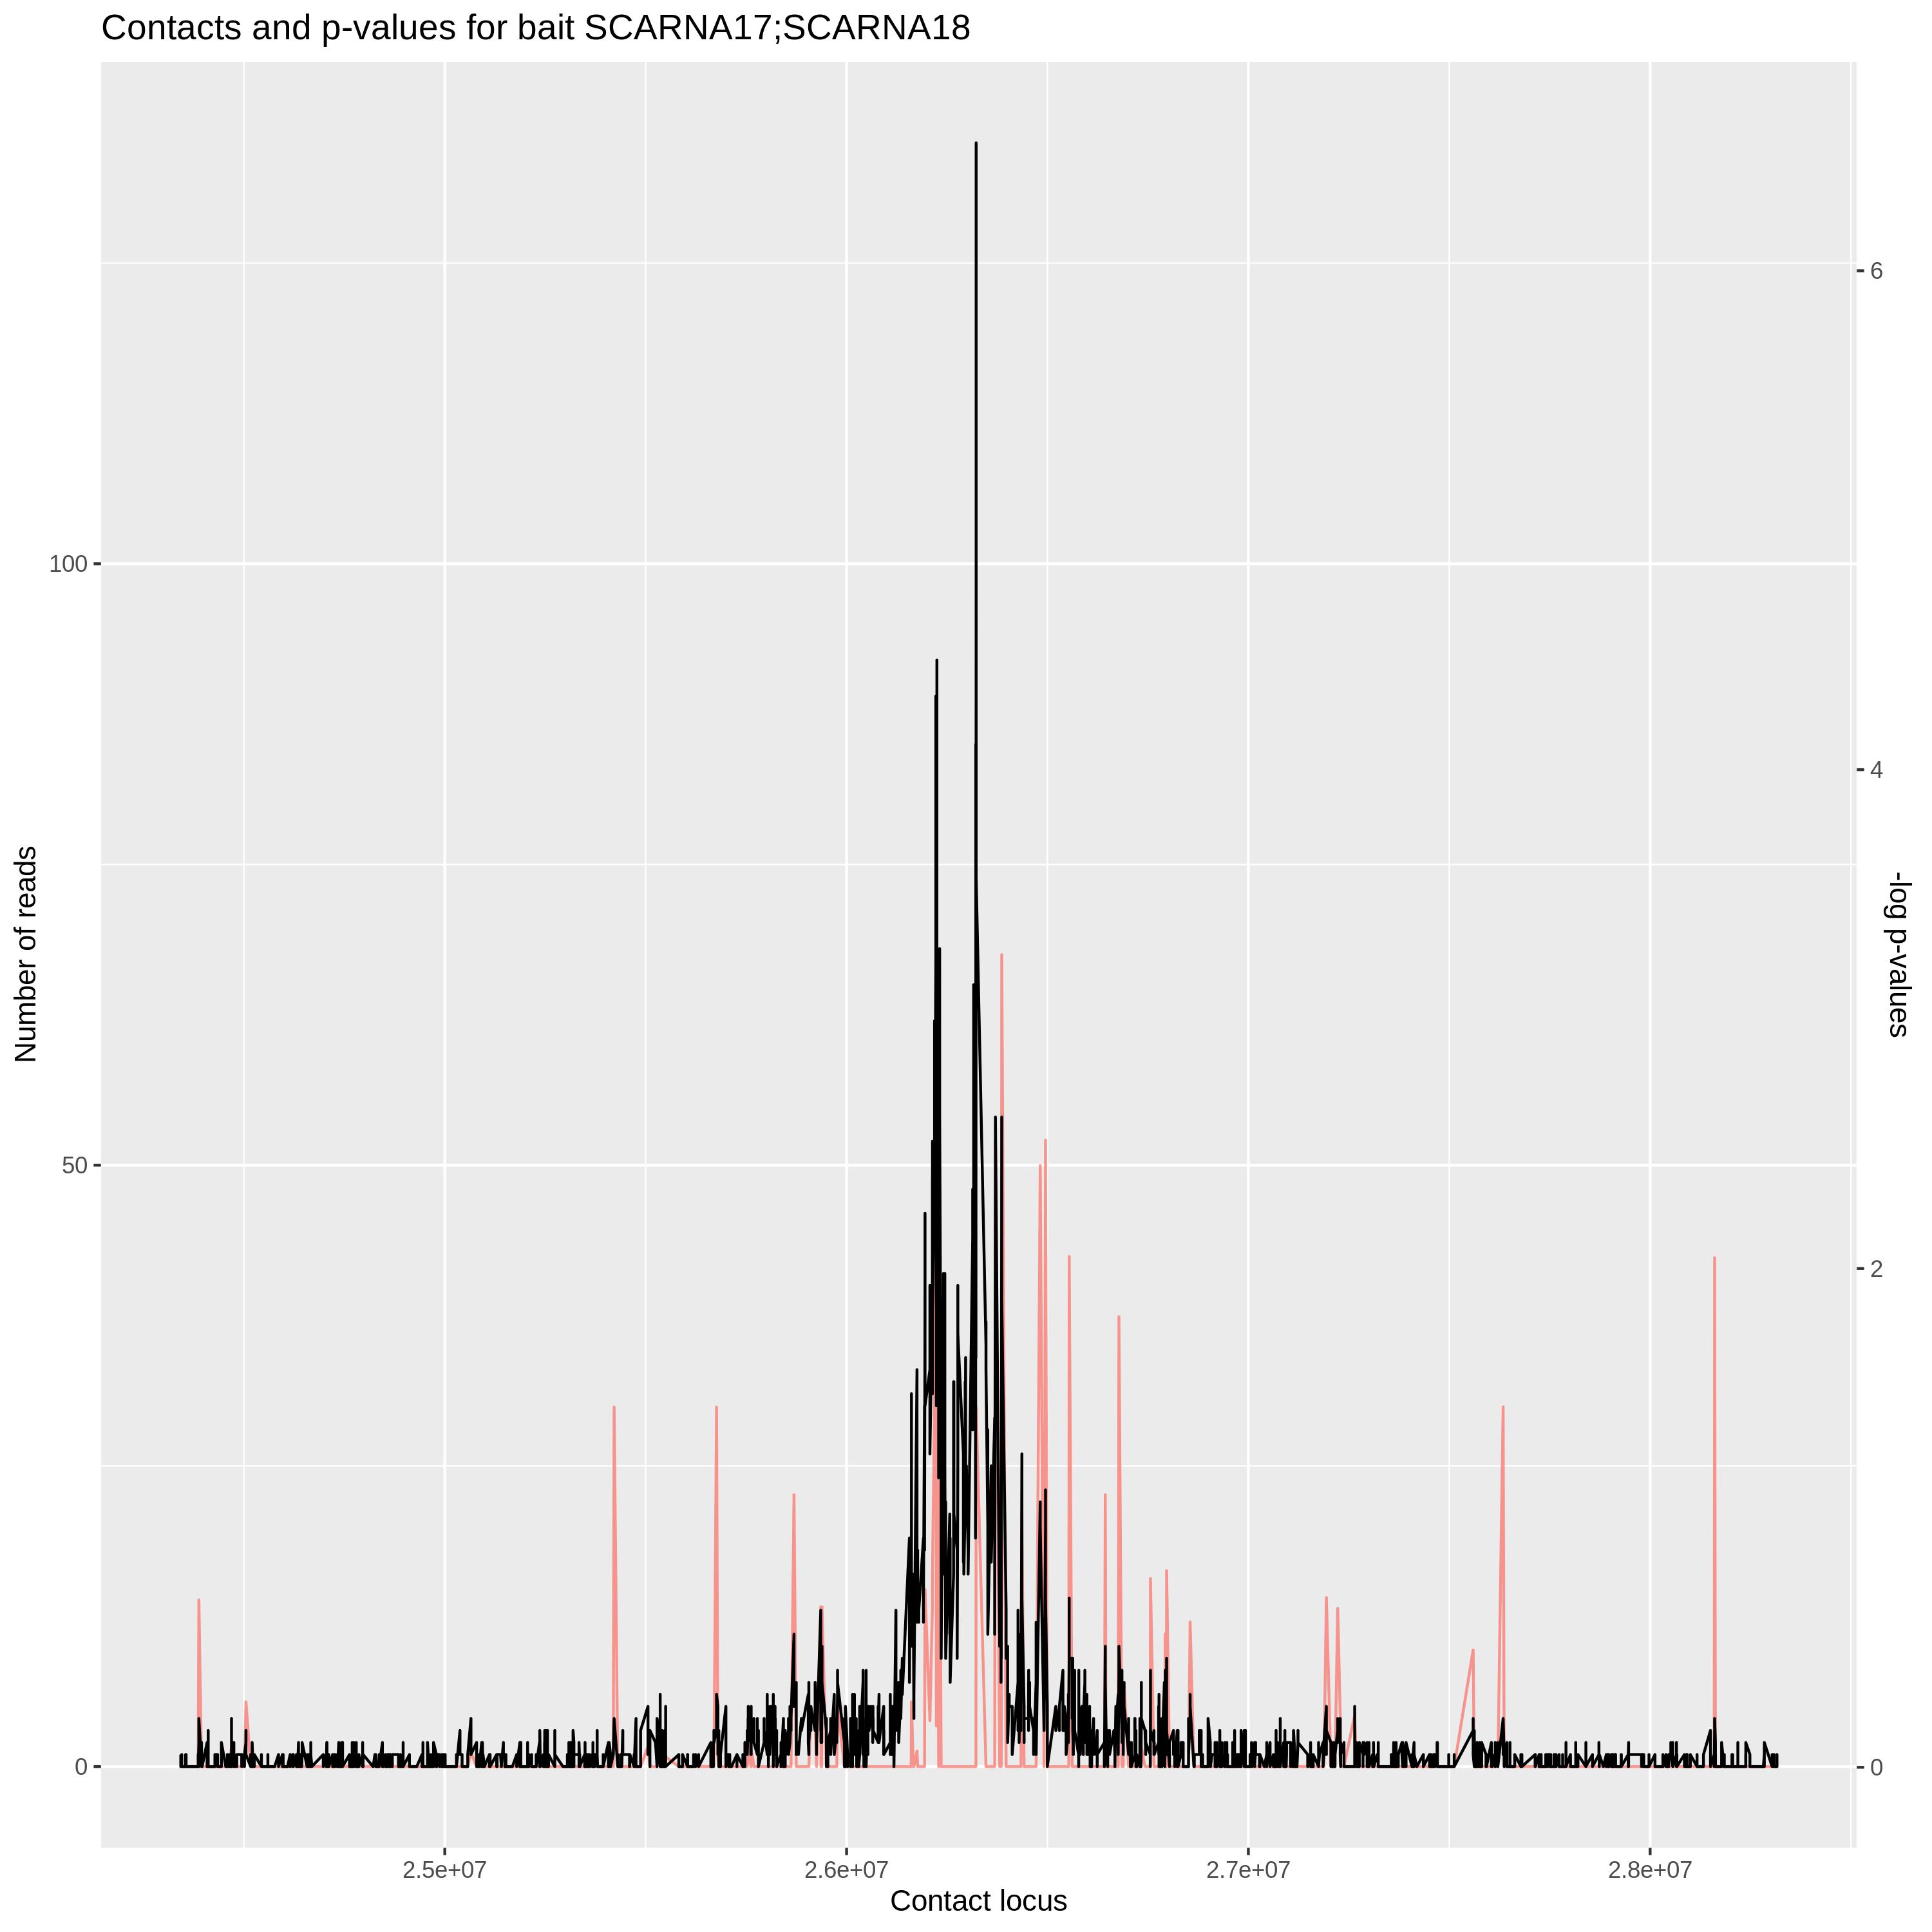 Contacts and p-values for bait SCARNA17;SCARNA18
Number of reads
100
50
0
6
4
2
0
-log p-values
2.5e+07
2.6e+07
2.7e+07
2.8e+07
Contact locus